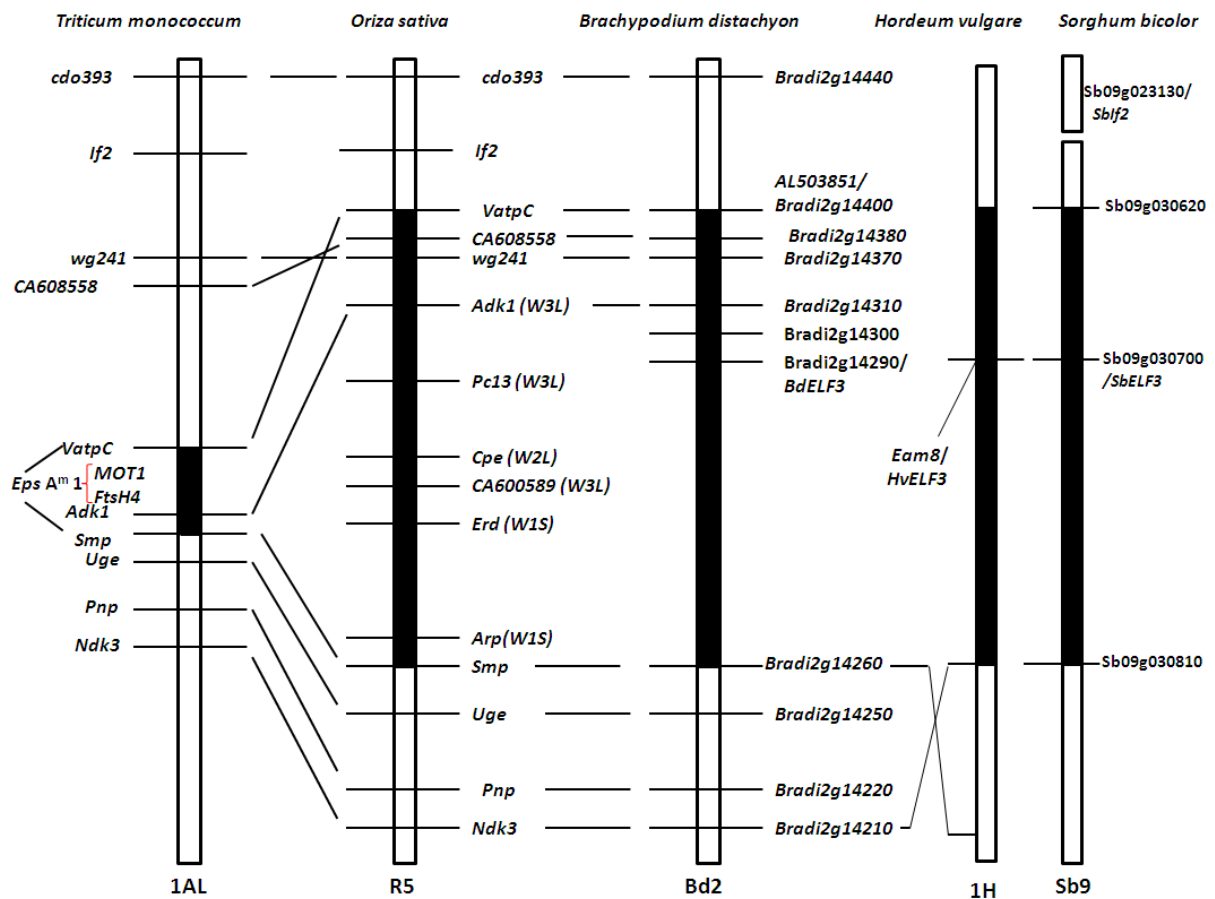 Triticum monococcum
Oriza sativa
Brachypodium distachyon
Hordeum vulgare
Sorghum bicolor
cdo393
If2
wg241
CA608558
VatpC
Eps Aᵐ 1
MOT1
FtsH4
Adk1
Smp
Uge
Pnp
Ndk3
1AL
cdo393
If2
VatpC
CA608558
wg241
Adk1 (W3L)
Pc13 (W3L)
Cpe (W2L)
CA600589 (W3L)
Erd (W1S)
Arp(W1S)
Smp
Uge
Pnp
Ndk3
R5
Bradi2g14440
AL503851/
Bradi2g14400
Bradi2g14380
Bradi2g14370
Bradi2g14310
Bradi2g14300
Bradi2g14290/
BdELF3
Bradi2g14260
Bradi2g14250
Bradi2g14220
Bradi2g14210
Bd2
Eam8/
HvELF3
1H
Sb09g023130/
SbIf2
Sb09g030620
Sb09g030700
/SbELF3
Sb09g030810
Sb9